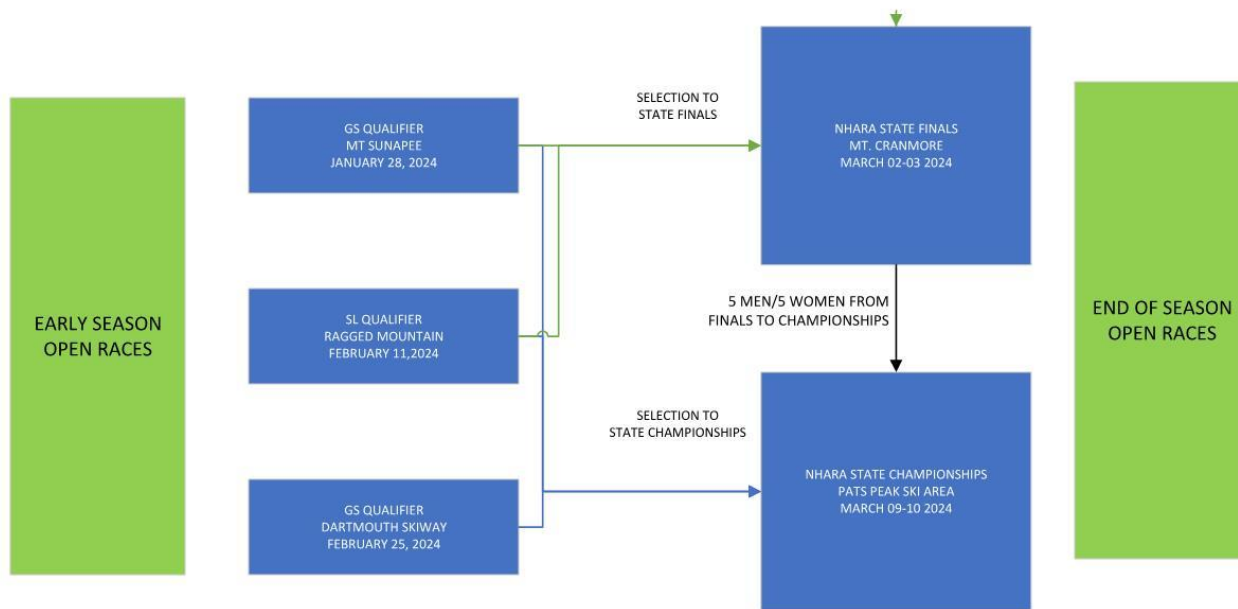 EARLY SEASON
OPEN RACES
GS QUALIFIER
MT SUNAPEE
JANUARY 28, 2024
SL QUALIFIER
RAGGED MOUNTAIN
FEBRUARY 11,2024
GS QUALIFIER
DARTMOUTH SKIWAY
FEBRUARY 25, 2024
SELECTION TO
STATE FINALS
NHARA STATE FINALS
MT. CRANMORE
MARCH 02-03 2024
5 MEN/5 WOMEN FROM
FINALS TO CHAMPIONSHIPS
SELECTION TO
STATE CHAMPIONSHIPS
NHARA STATE CHAMPIONSHIPS
PATS PEAK SKI AREA
MARCH 09-10 2024
END OF SEASON
OPEN RACES